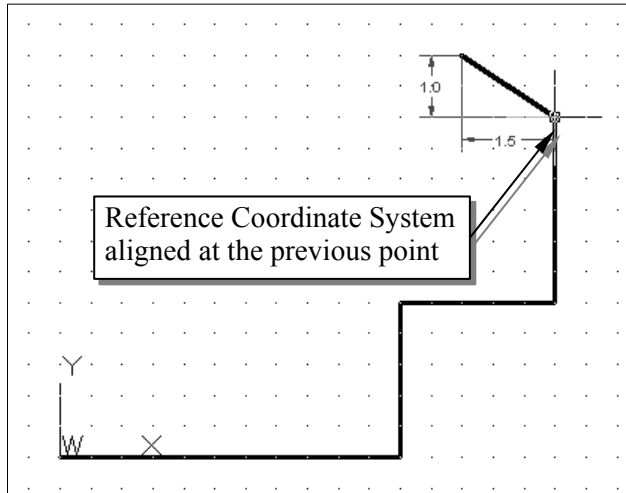 1.0
1.5
Reference Coordinate System
aligned at the previous point
Y
W X